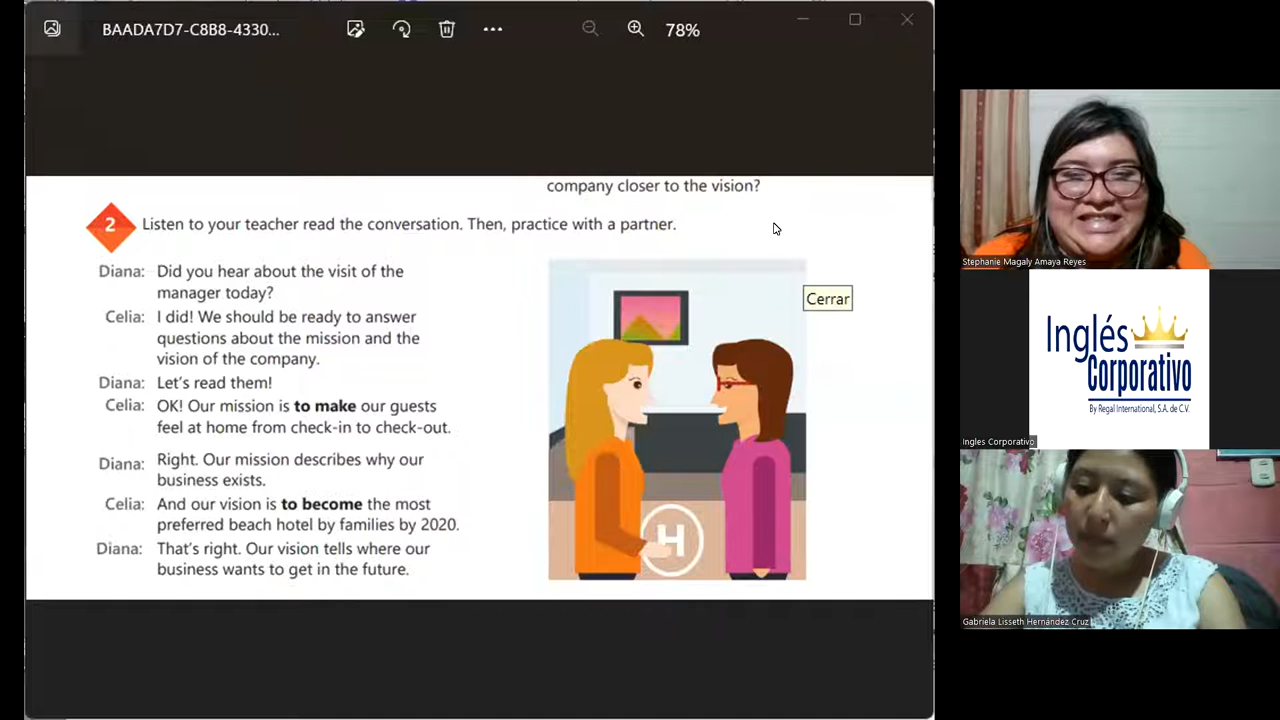 BAADA7D7-C8B8-4330...
78%
company closer to the vision?
2 Listen to your teacher read the conversation. Then, practice with a partner.
Diana: Did you hear about the visit of the
manager today?
Celia: I did! We should be ready to answer
questions about the mission and the
vision of the company.
Diana: Let's read them!
Celia: OK! Our mission is to make our guests
feel at home from check-in to check-out.
Diana: Right. Our mission describes why our
business exists.
Celia: And our vision is to become the most
preferred beach hotel by families by 2020.
Diana: That's right. Our vision tells where our
business wants to get in the future.
Cerrar
H
Stephanie Magaly Amaya Reyes
Inglés
Corporativo
By Regal International, S.A. de C.V.
Ingles Corporativo
Gabriela Lisseth Hernández Cruz